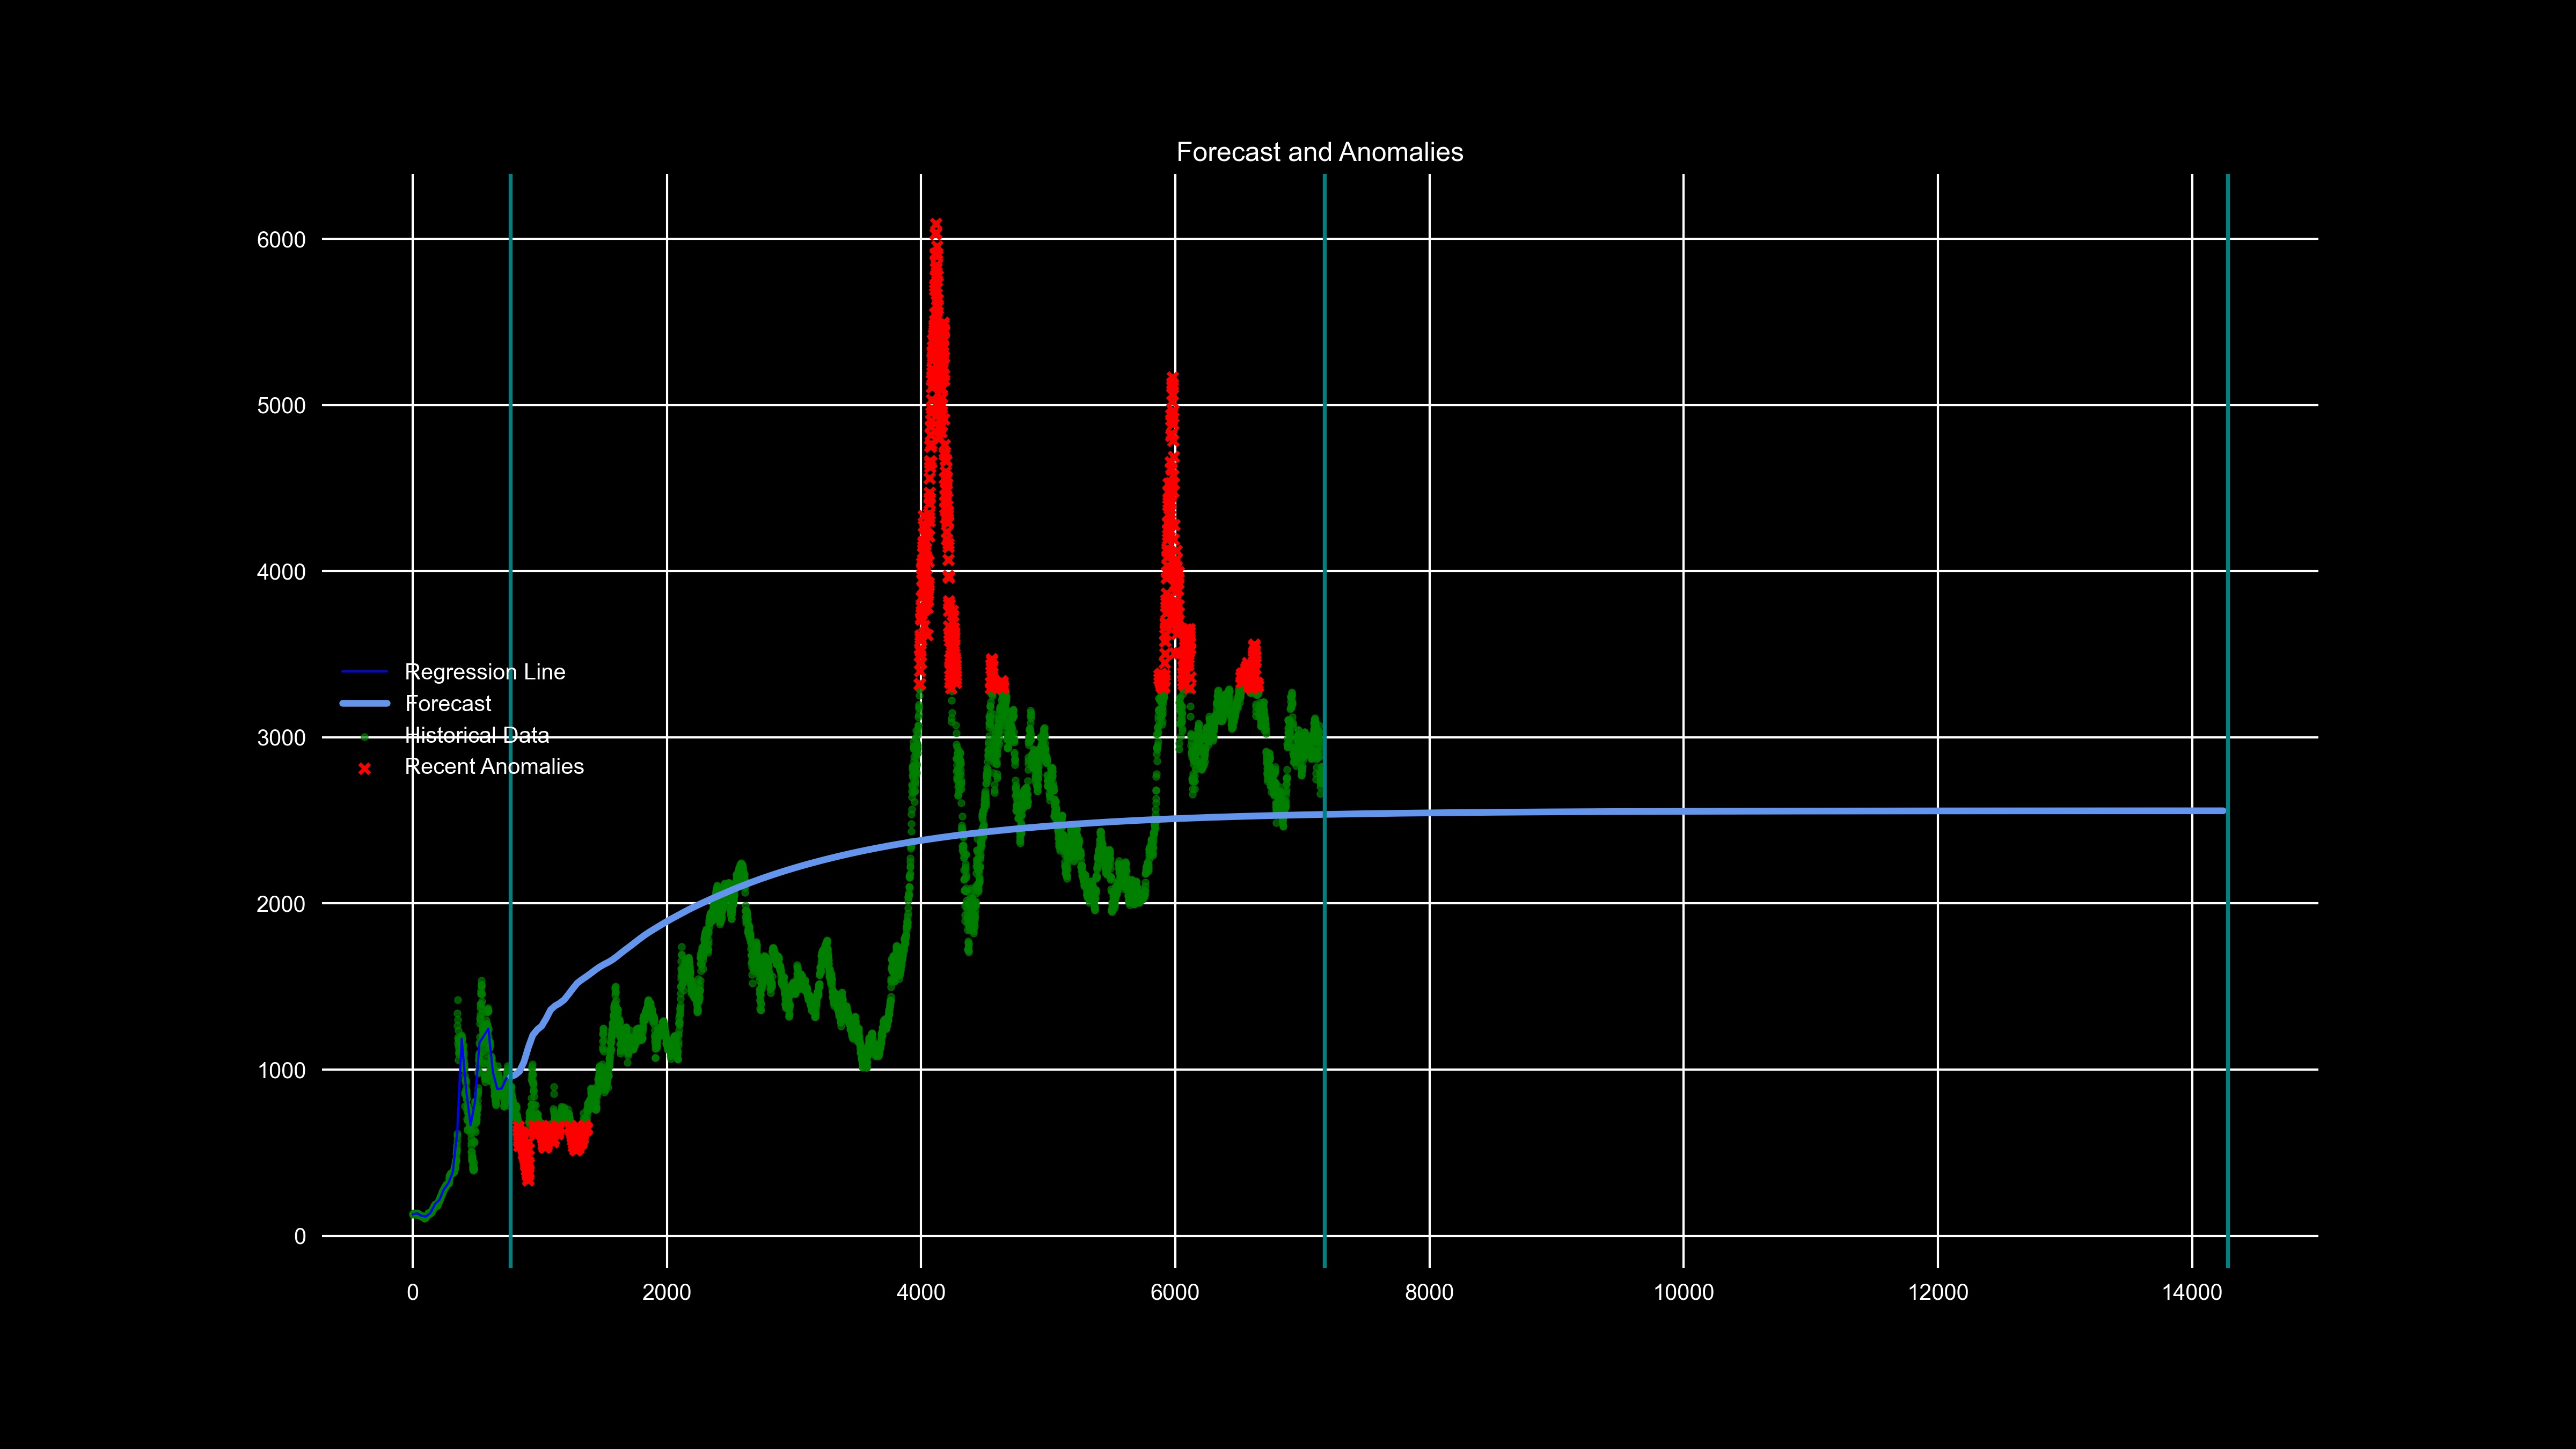 Forecast and Anomalies
6000
5000
4000
Regression Line
Forecast
Historical Data
3000
Recent Anomalies
2000
1000
0
0 2000 4000 6000 8000 10000 12000 14000